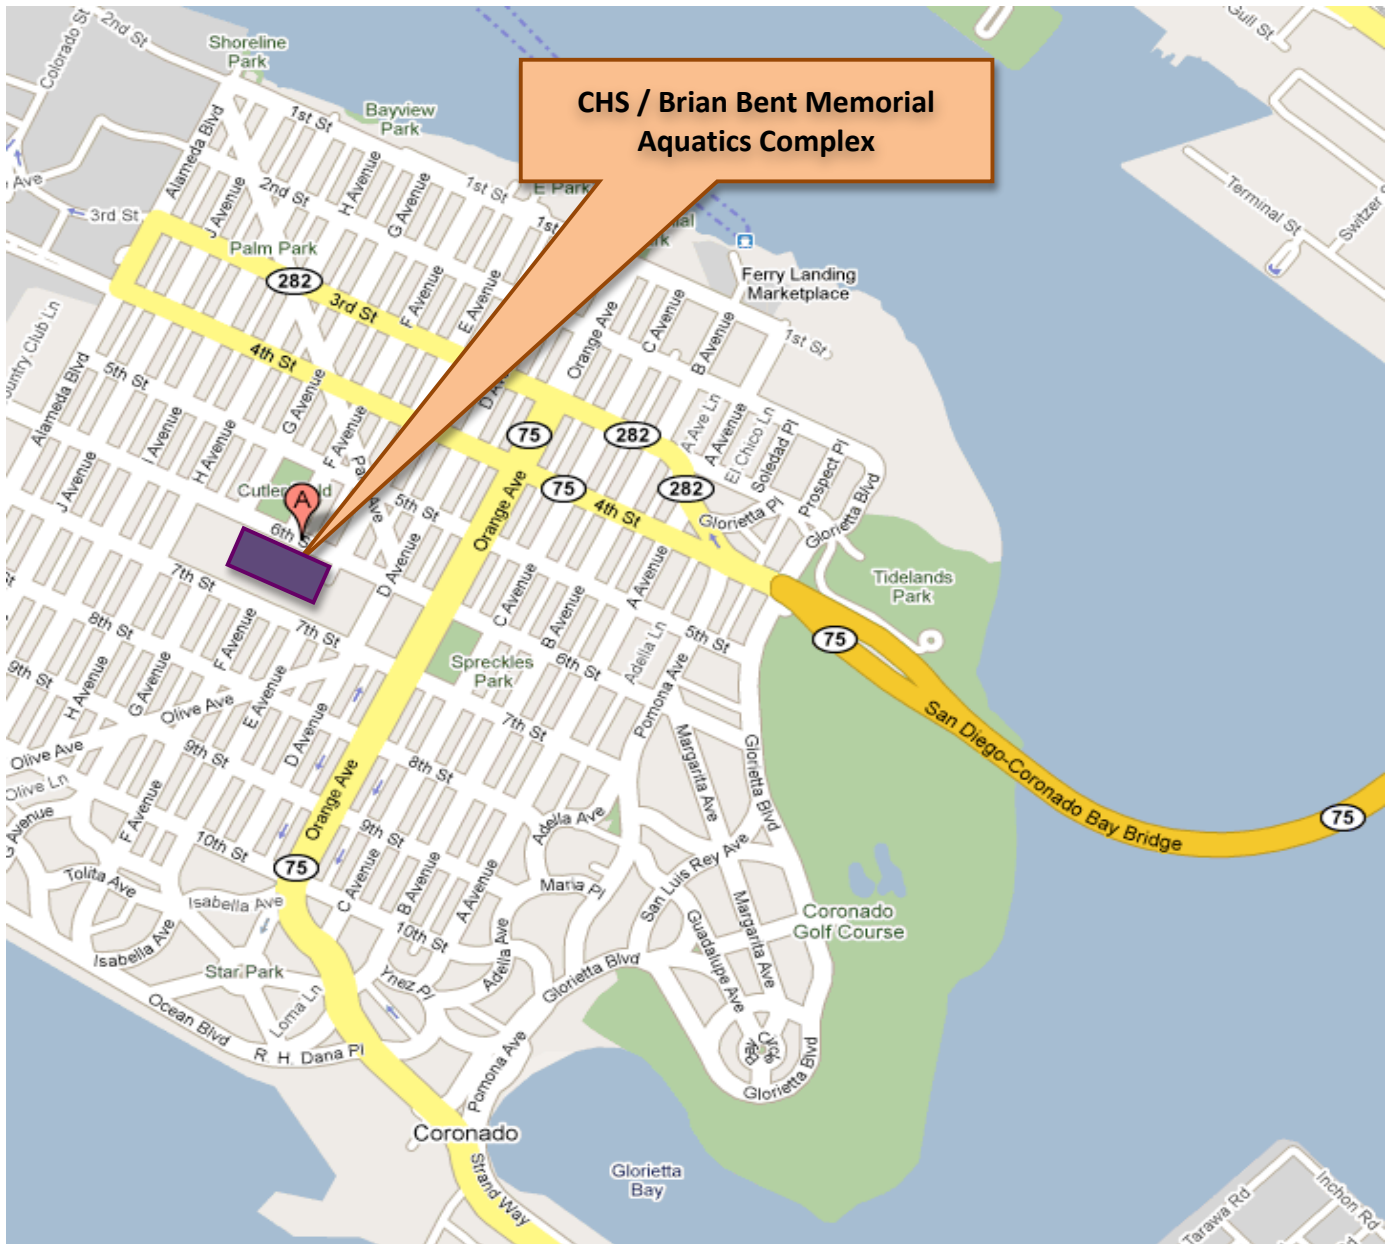 2nd St
Colorado St
Shoreline
Park
Gull St
CHS / Brian Bent Memorial
Aquatics Complex
1st St
Bayview
Park
Alameda Blvd
Ave
3rd St
J Avenue
2nd St
H Avenue
G Avenue
1st St
E Park
1st
Terminal St
Switzer
Palm Park
282
3rd St
F Avenue
E Avenue
Ferry Landing
Marketplace
Orange Ave
C Avenue
B Avenue
1st St
Country Club Ln
4th St
5th St
Alameda Blvd
J Avenue
I Avenue
H Avenue
G Avenue
F Avenue
75
282
A Ave Ln
A Avenue
El Chico Ln
Soledad Pl
Prospect Pl
Glorietta Blvd
A
6th St
5th St
Orange Ave
75
4th St
282
Glorietta Pl
7th St
D Avenue
C Avenue
B Avenue
A Avenue
Tidelands
Park
8th St
F Avenue
7th St
Spreckles
Park
6th St
Adella Ln
5th St
Pomona Ave
75
9th St
H Avenue
G Avenue
Olive Ave
E Avenue
D Avenue
7th St
Margarita Ave
Glorietta Blvd
San Diego-Coronado Bay Bridge
75
Olive Ave
Olive Ln
9th St
8th St
Orange Ave
G Avenue
F Avenue
10th St
9th St
Adella Ave
San Luis Rey Ave
Tolita Ave
75
Isabella Ave
C Avenue
B Avenue
A Avenue
Maria Pl
Guadalupe Ave
Margarita Ave
Coronado
Golf Course
Isabella Ave
10th St
Adella Ave
Glorietta Blvd
Star Park
Ynez Pl
Ocean Blvd
Loma Ln
R. H. Dana Pl
Pomona Ave
Glorietta Blvd
Coronado
Strand Way
Glorietta
Bay
Tarawa Rd
Inchon Rd